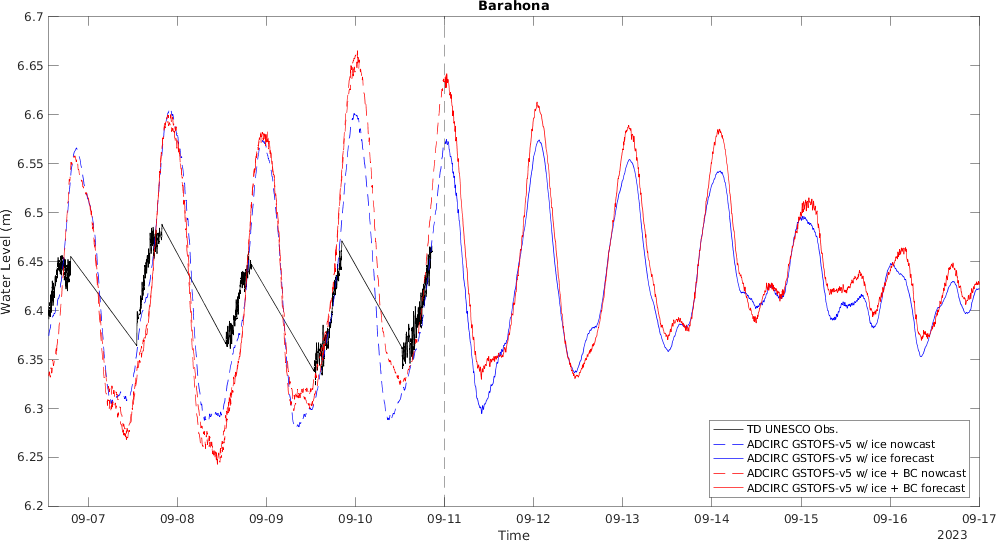 Barahona
6.7
6.65
6.6
6.55
6.5
6.45
6.4
6.35
6.3
6.25
6.2
Water Level (m)
TD UNESCO Obs.
ADCIRC GSTOFS-v5 w/ ice nowcast
ADCIRC GSTOFS-v5 w/ ice forecast
ADCIRC GSTOFS-v5 w/ ice + BC nowcast
ADCIRC GSTOFS-v5 w/ ice + BC forecast
09-07 09-08 09-09 09-10 09-11 09-12 09-13 09-14 09-15 09-16 09-17
Time
2023